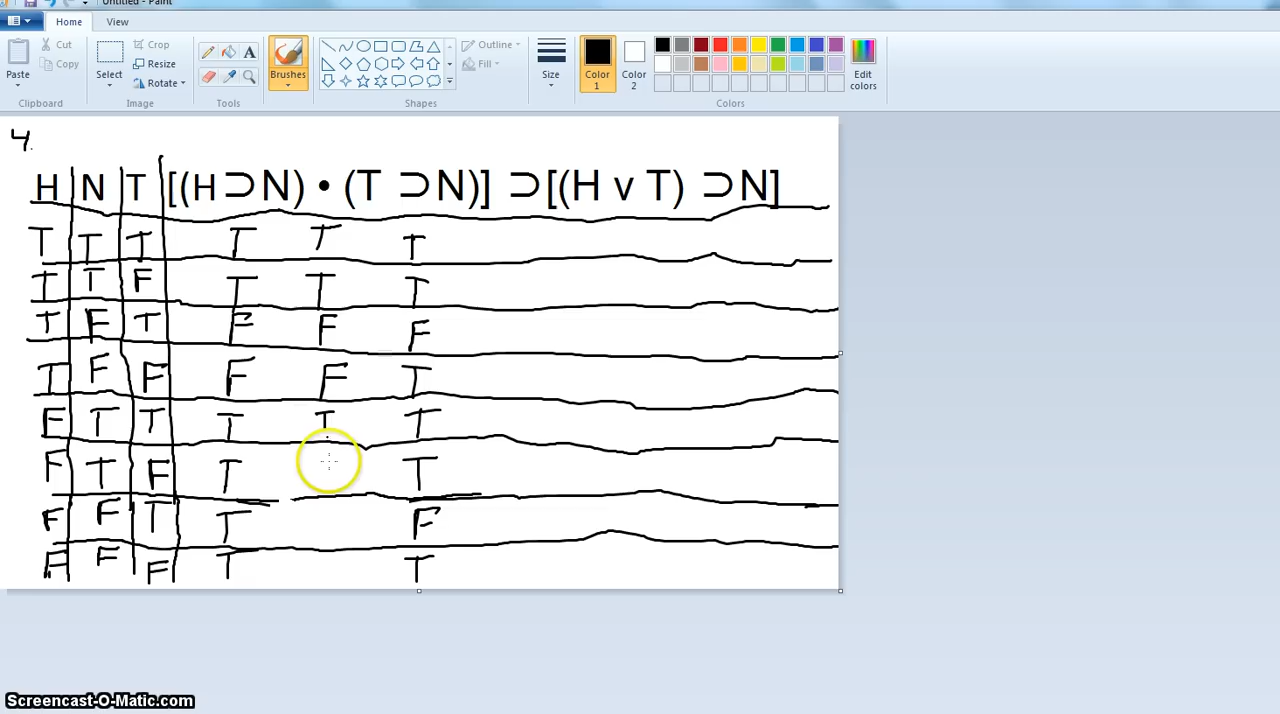 Untitled - Paint
Home View
Paste Cut Copy Select Crop Resize Rotate A Brushes Outline Fill Size Color 1 Color 2 Edit colors
Clipboard Image Tools Shapes Colors
4.
H N T [(H ⊃ N) • (T ⊃ N)] ⊃ [(H v T) ⊃ N]
T T T T T T
T T F T T T
T F T F F F
T F F F F T
F T T T T T
F T F T T
F F T T F
F F F T T
Screencast-O-Matic.com